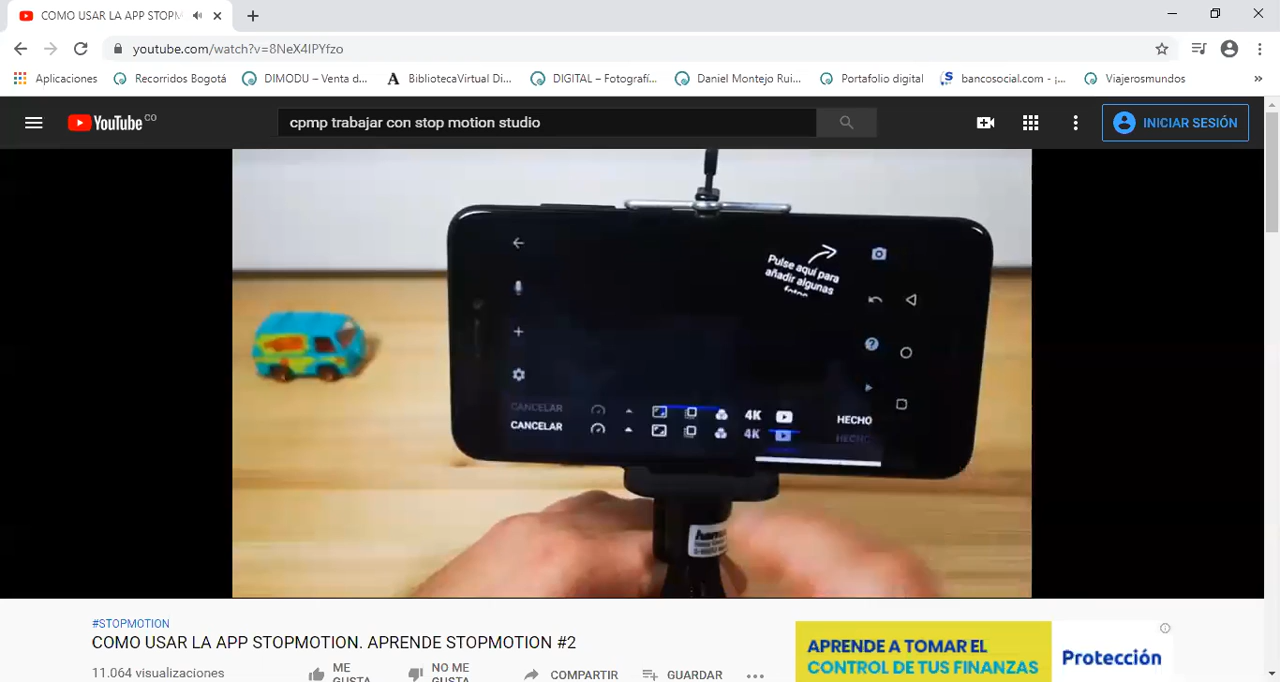 COMO USAR LA APP STOPM
youtube.com/watch?v=8NeX4IPYfzo
Aplicaciones
Recorridos Bogotá
DIMODU – Venta d...
A BibliotecaVirtual Di...
DIGITAL – Fotografí...
Daniel Montejo Rui...
Portafolio digital
S bancosocial.com - ¡...
Viajerosmundos
»
YouTube CO
cpmp trabajar con stop motion studio
INICIAR SESIÓN
Pulse aquí para
añadir algunas
fotos
CANCELAR 4K HECHO
CANCELAR 4K HECHO
hama
#STOPMOTION
COMO USAR LA APP STOPMOTION. APRENDE STOPMOTION #2
11.064 visualizaciones
ME
GUSTA
NO ME
GUSTA
COMPARTIR
GUARDAR
APRENDE A TOMAR EL
CONTROL DE TUS FINANZAS
Protección